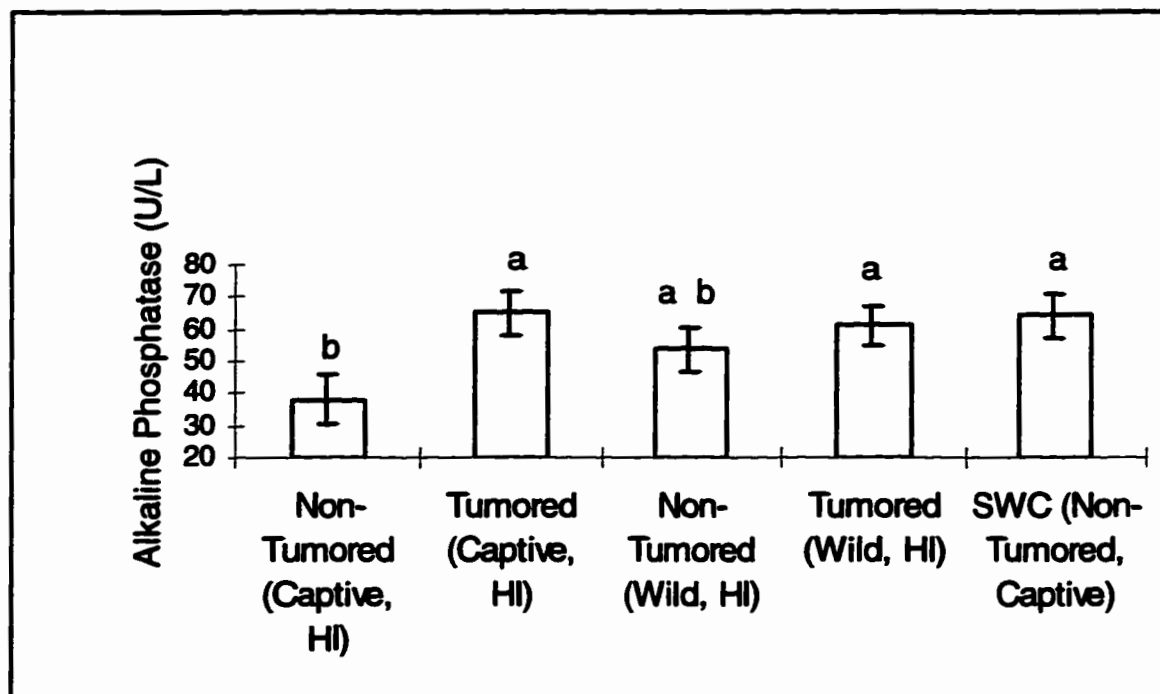 Alkaline Phosphatase (U/L)
80
70
60
50
40
30
20
b
a
a b
a
a
Non-
Tumored
(Captive,
HI)
Tumored
(Captive,
HI)
Non-
Tumored
(Wild, HI)
Tumored
(Wild, HI)
SWC (Non-
Tumored,
Captive)